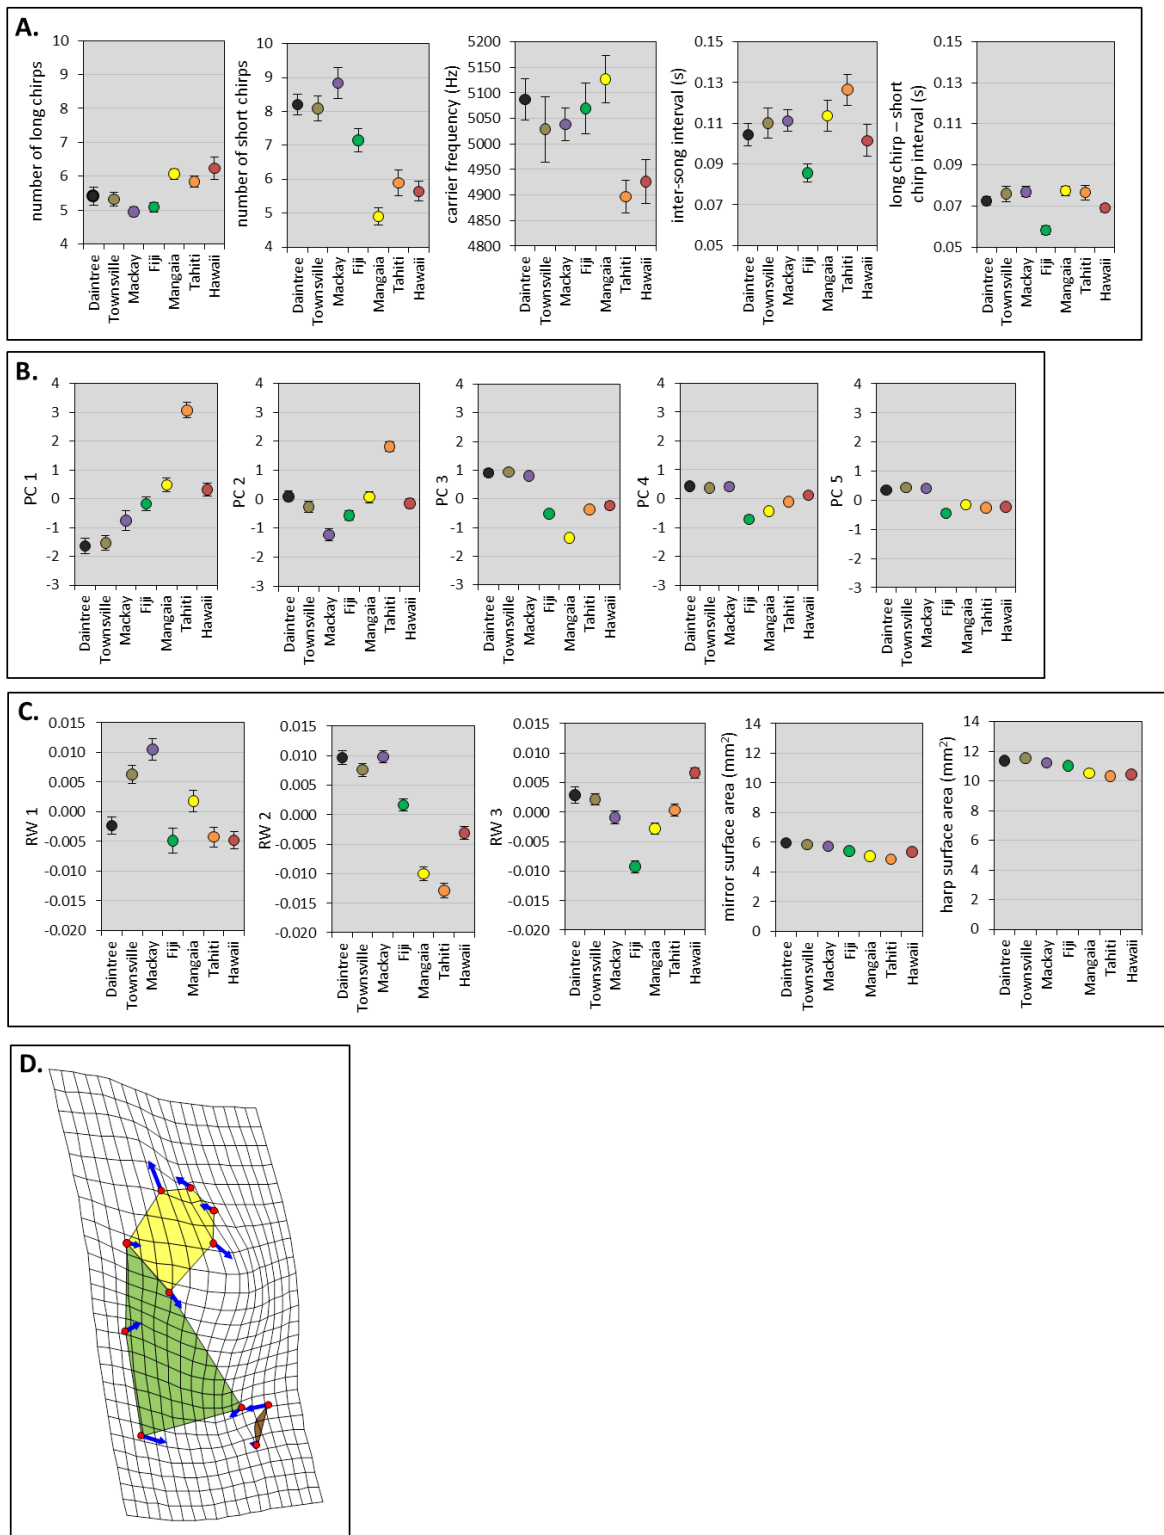 A.
number of long chirps
10
9
8
7
6
5
4
Daintree
Townsville
Mackay
Fiji
Mangaia
Tahiti
Hawaii
number of short chirps
10
9
8
7
6
5
4
Daintree
Townsville
Mackay
Fiji
Mangaia
Tahiti
Hawaii
carrier frequency (Hz)
5200
5150
5100
5050
5000
4950
4900
4850
4800
Daintree
Townsville
Mackay
Fiji
Mangaia
Tahiti
Hawaii
inter-song interval (s)
0.15
0.13
0.11
0.09
0.07
0.05
Daintree
Townsville
Mackay
Fiji
Mangaia
Tahiti
Hawaii
long chirp – short
chirp interval (s)
0.15
0.13
0.11
0.09
0.07
0.05
Daintree
Townsville
Mackay
Fiji
Mangaia
Tahiti
Hawaii
B.
PC 1
4
3
2
1
0
-1
-2
-3
Daintree
Townsville
Mackay
Fiji
Mangaia
Tahiti
Hawaii
PC 2
4
3
2
1
0
-1
-2
-3
Daintree
Townsville
Mackay
Fiji
Mangaia
Tahiti
Hawaii
PC 3
4
3
2
1
0
-1
-2
-3
Daintree
Townsville
Mackay
Fiji
Mangaia
Tahiti
Hawaii
PC 4
4
3
2
1
0
-1
-2
-3
Daintree
Townsville
Mackay
Fiji
Mangaia
Tahiti
Hawaii
PC 5
4
3
2
1
0
-1
-2
-3
Daintree
Townsville
Mackay
Fiji
Mangaia
Tahiti
Hawaii
C.
RW 1
0.015
0.010
0.005
0.000
-0.005
-0.010
-0.015
-0.020
Daintree
Townsville
Mackay
Fiji
Mangaia
Tahiti
Hawaii
RW 2
0.015
0.010
0.005
0.000
-0.005
-0.010
-0.015
-0.020
Daintree
Townsville
Mackay
Fiji
Mangaia
Tahiti
Hawaii
RW 3
0.015
0.010
0.005
0.000
-0.005
-0.010
-0.015
-0.020
Daintree
Townsville
Mackay
Fiji
Mangaia
Tahiti
Hawaii
mirror surface area (mm²)
14
12
10
8
6
4
2
0
Daintree
Townsville
Mackay
Fiji
Mangaia
Tahiti
Hawaii
harp surface area (mm²)
14
12
10
8
6
4
2
0
Daintree
Townsville
Mackay
Fiji
Mangaia
Tahiti
Hawaii
D.